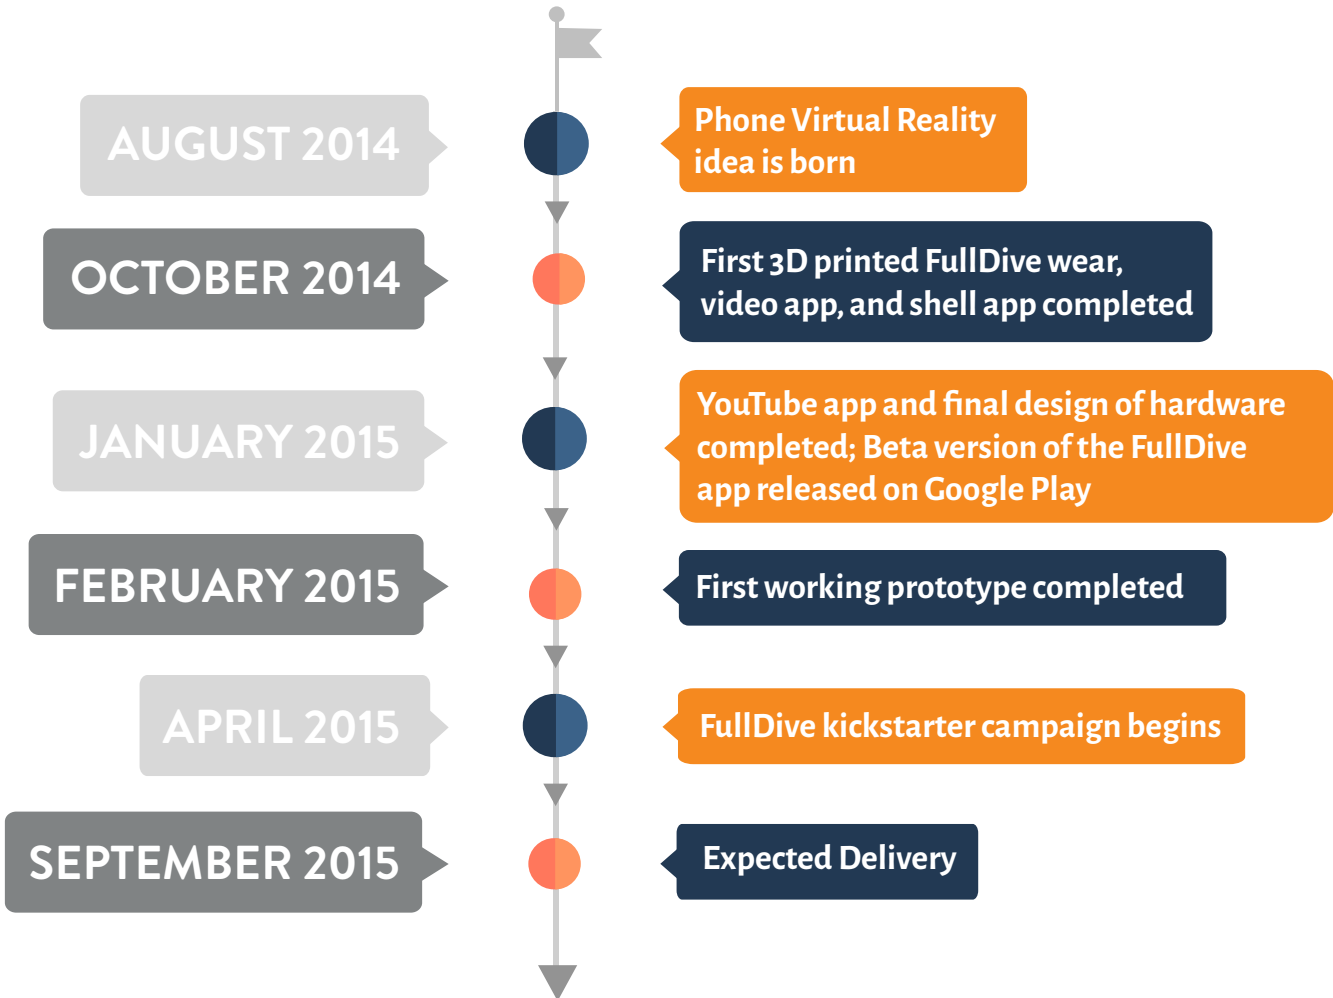 AUGUST 2014
Phone Virtual Reality
idea is born
OCTOBER 2014
First 3D printed FullDive wear,
video app, and shell app completed
JANUARY 2015
YouTube app and final design of hardware
completed; Beta version of the FullDive
app released on Google Play
FEBRUARY 2015
First working prototype completed
APRIL 2015
FullDive kickstarter campaign begins
SEPTEMBER 2015
Expected Delivery